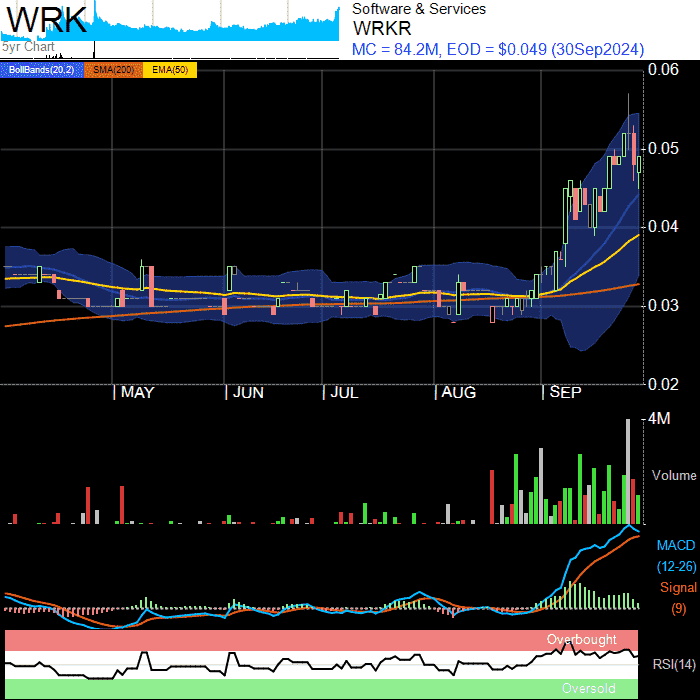 WRK
5yr Chart
Software & Services
WRKR
MC = 84.2M, EOD = $0.049 (30Sep2024)
BollBands(20,2) SMA(200) EMA(50)
0.06
0.05
0.04
0.03
0.02
MAY JUN JUL AUG SEP
4M
Volume
MACD
(12-26)
Signal
(9)
Overbought
RSI(14)
Oversold